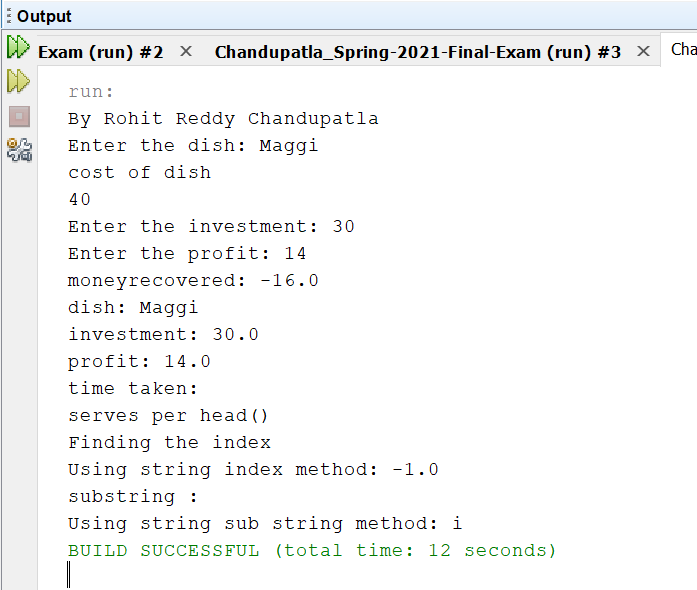 Output
Exam (run) #2 × Chandupatla_Spring-2021-Final-Exam (run) #3 × Cha
run:
By Rohit Reddy Chandupatla
Enter the dish: Maggi
cost of dish
40
Enter the investment: 30
Enter the profit: 14
moneyrecovered: -16.0
dish: Maggi
investment: 30.0
profit: 14.0
time taken:
serves per head()
Finding the index
Using string index method: -1.0
substring :
Using string sub string method: i
BUILD SUCCESSFUL (total time: 12 seconds)